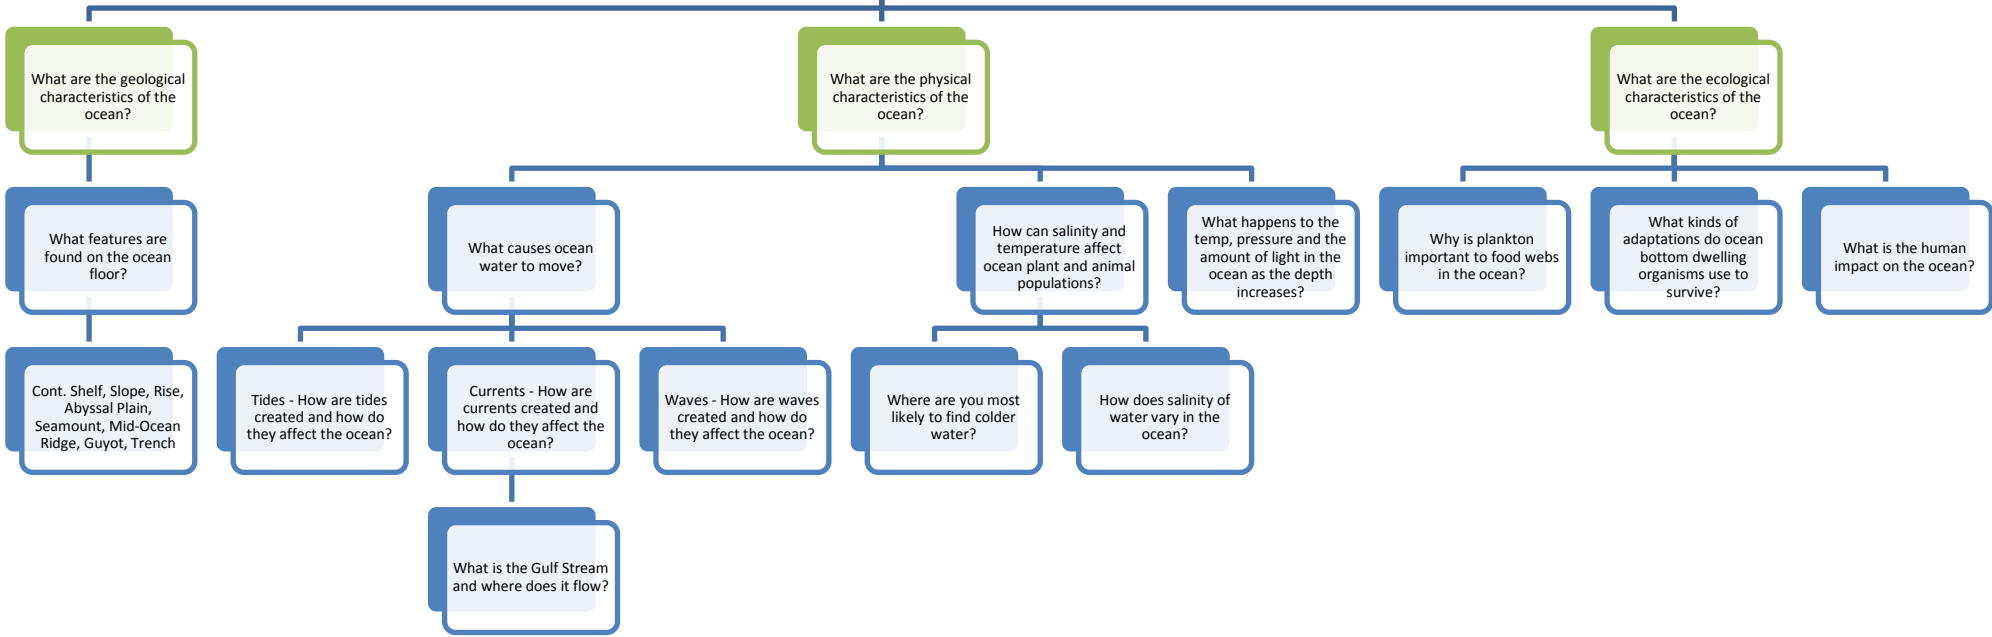 What are the geological
characteristics of the
ocean?
What are the physical
characteristics of the
ocean?
What are the ecological
characteristics of the
ocean?
What features are
found on the ocean
floor?
What causes ocean
water to move?
How can salinity and
temperature affect
ocean plant and animal
populations?
What happens to the
temp, pressure and the
amount of light in the
ocean as the depth
increases?
Why is plankton
important to food webs
in the ocean?
What kinds of
adaptations do ocean
bottom dwelling
organisms use to
survive?
What is the human
impact on the ocean?
Cont. Shelf, Slope, Rise,
Abyssal Plain,
Seamount, Mid-Ocean
Ridge, Guyot, Trench
Tides - How are tides
created and how do
they affect the ocean?
Currents - How are
currents created and
how do they affect the
ocean?
Waves - How are waves
created and how do
they affect the ocean?
Where are you most
likely to find colder
water?
How does salinity of
water vary in the
ocean?
What is the Gulf Stream
and where does it flow?